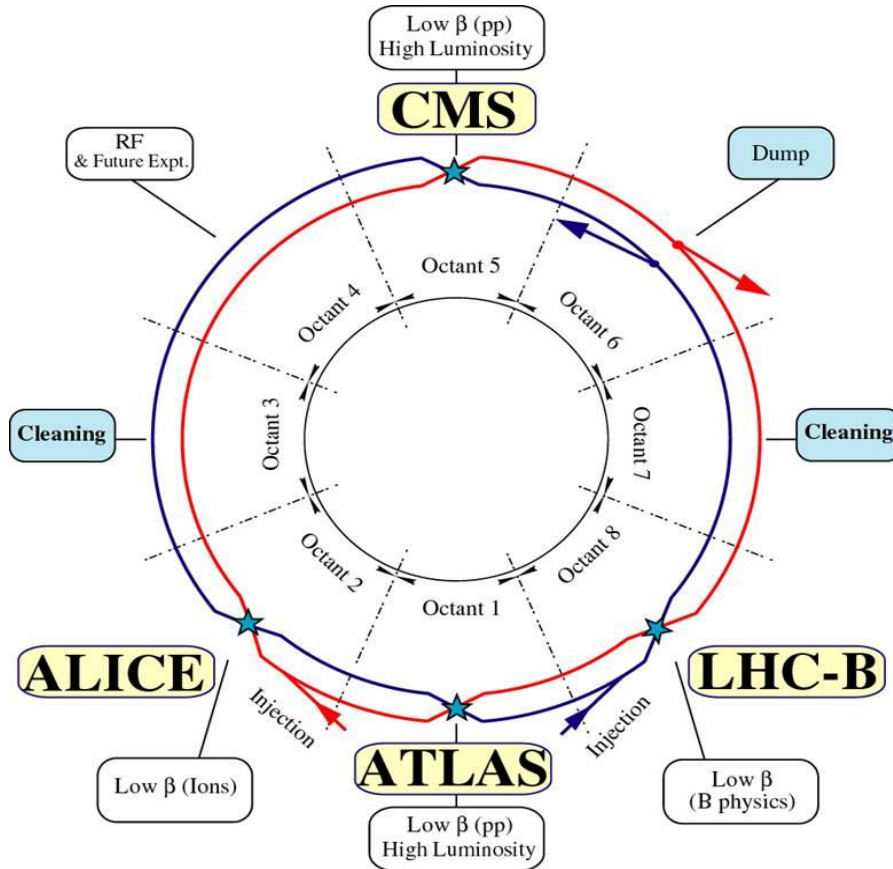 Low β (pp)
High Luminosity
CMS
RF
& Future Expt.
Dump
Octant 5
Octant 4
Octant 6
Cleaning
Octant 3
Octant 7
Cleaning
Octant 2
Octant 8
Octant 1
ALICE
LHC-B
Injection
Injection
ATLAS
Low β (Ions)
Low β
(B physics)
Low β (pp)
High Luminosity